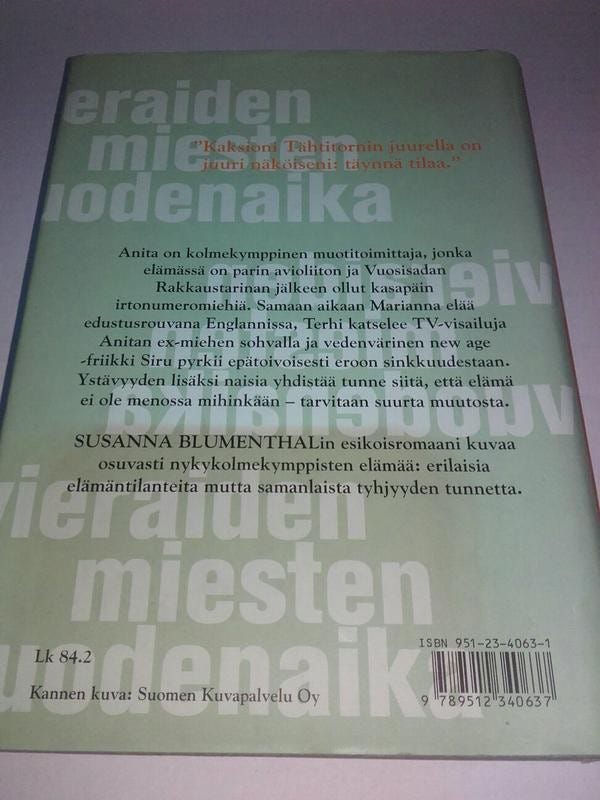 eraiden
miesten
uodenaika
"Kaksioni Tähtitornin juurella on
juuri näköiseni: täynnä tilaa."
Anita on kolmekymppinen muotitoimittaja, jonka
elämässä on parin avioliiton ja Vuosisadan
Rakkaustarinan jälkeen ollut kasapäin
irtonumeromiehiä. Samaan aikaan Marianna elää
edustusrouvana Englannissa, Terhi katselee TV-visailuja
Anitan ex-miehen sohvalla ja vedenvärinen new age
-friikki Siru pyrkii epätoivoisesti eroon sinkkuudestaan.
Ystävyyden lisäksi naisia yhdistää tunne siitä, että elämä
ei ole menossa mihinkään – tarvitaan suurta muutosta.
SUSANNA BLUMENTHALin esikoisromaani kuvaa
osuvasti nykykolmekymppisten elämää: erilaisia
elämäntilanteita mutta samanlaista tyhjyyden tunnetta.
vieraiden
miesten
uodenaika
Lk 84.2
Kannen kuva: Suomen Kuvapalvelu Oy
ISBN 951-23-4063-1
9 789512 340637